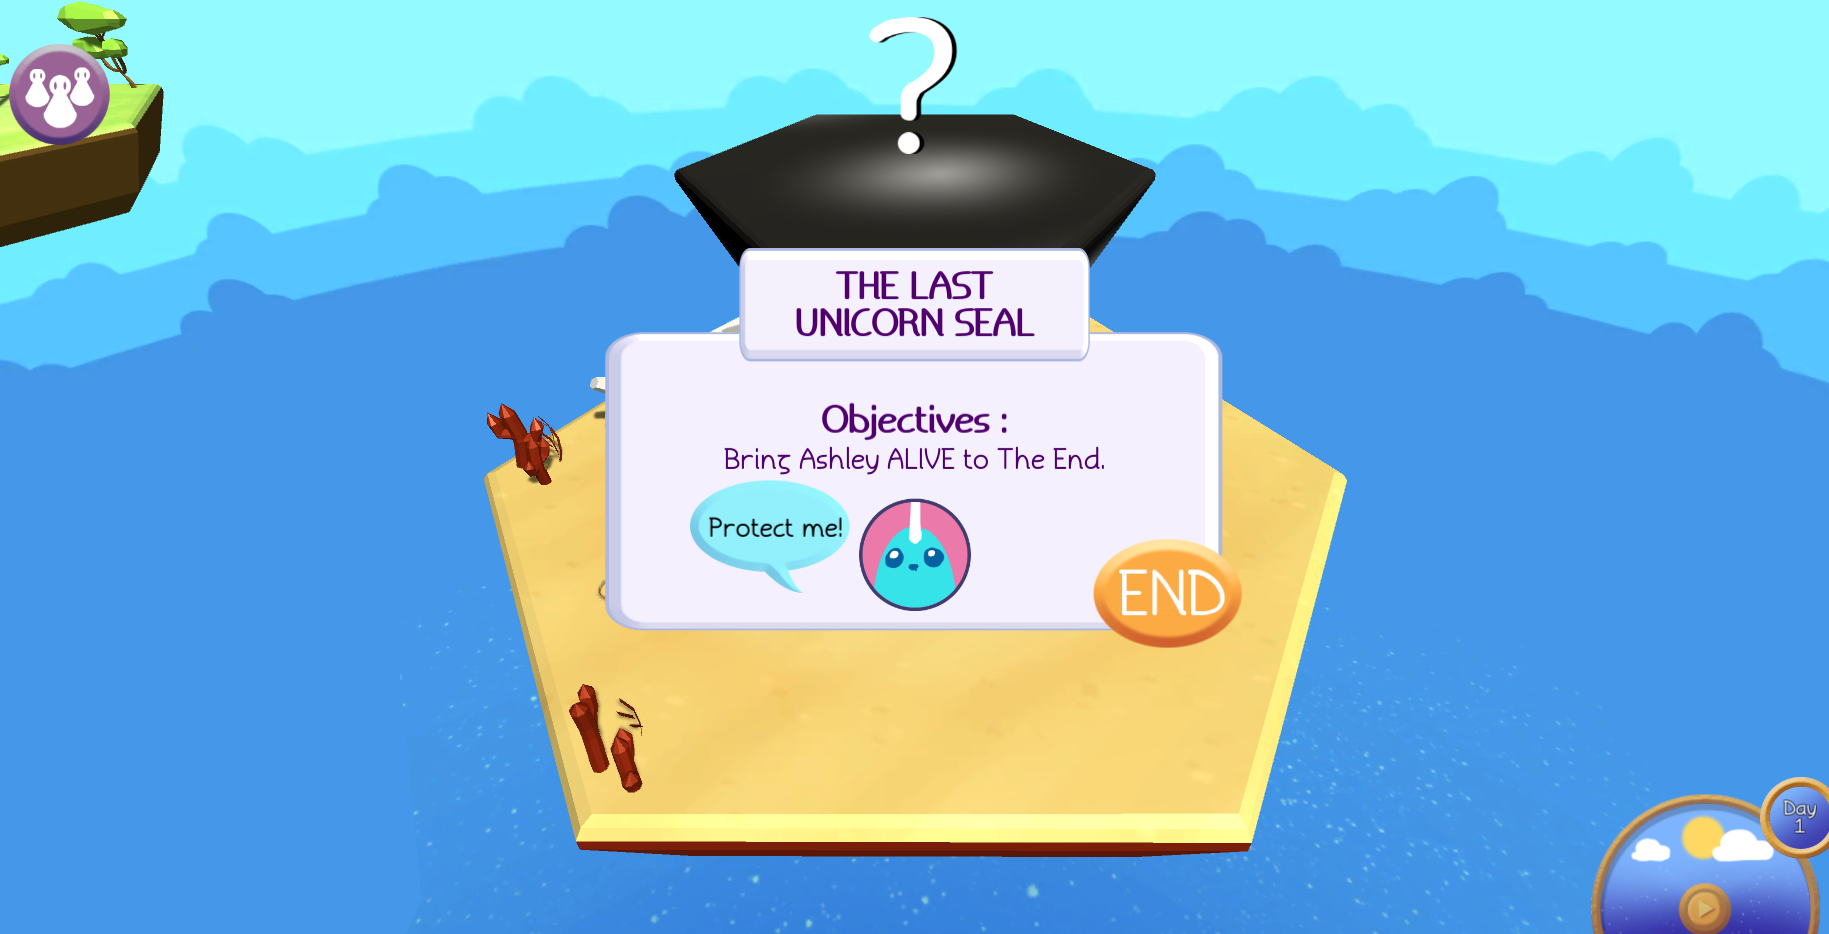 ?
THE LAST
UNICORN SEAL
Objectives :
Bring Ashley ALIVE to The End.
Protect me!
END
Day
1